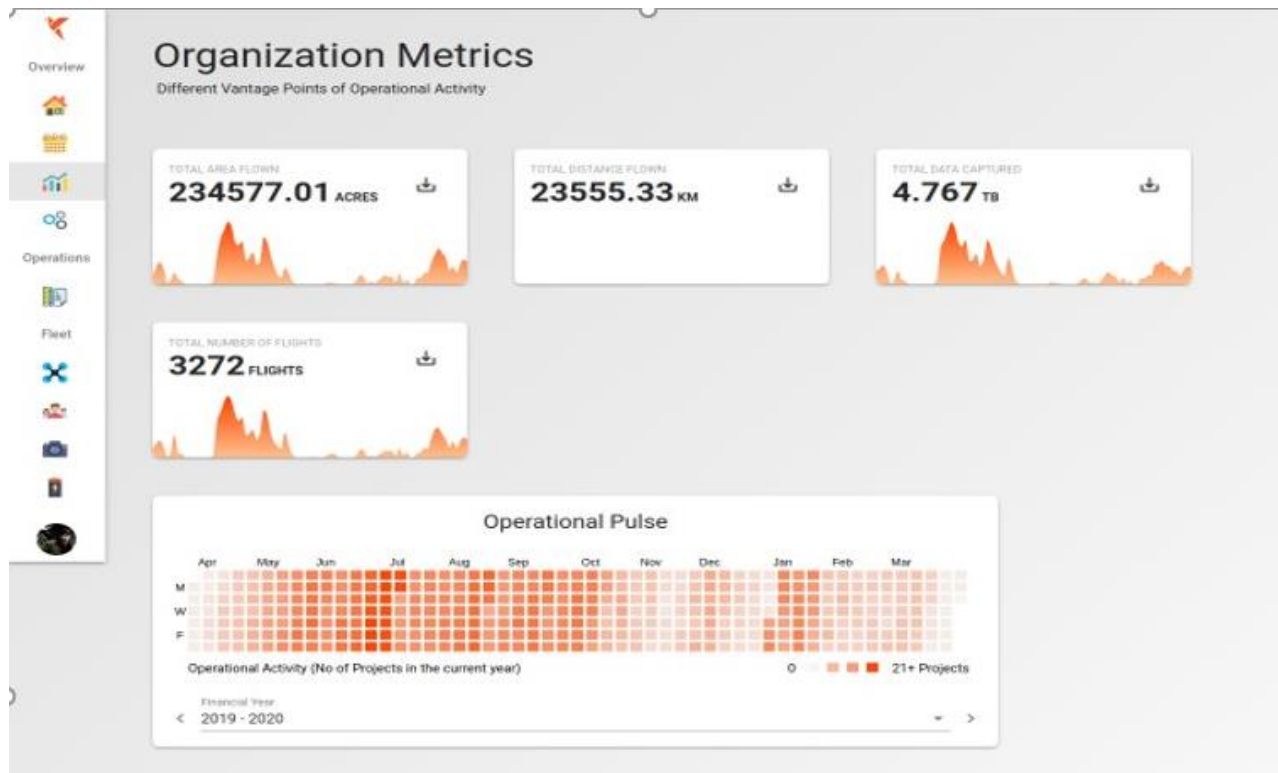 Overview
Operations
Fleet
Organization Metrics
Different Vantage Points of Operational Activity
TOTAL AREA FLOWN
234577.01 ACRES
TOTAL DISTANCE FLOWN
23555.33 KM
TOTAL DATA CAPTURED
4.767 TB
TOTAL NUMBER OF FLIGHTS
3272 FLIGHTS
Operational Pulse
Apr May Jun Jul Aug Sep Oct Nov Dec Jan Feb Mar
M
W
F
Operational Activity (No of Projects in the current year)
0 21+ Projects
Financial Year
< 2019 - 2020 >